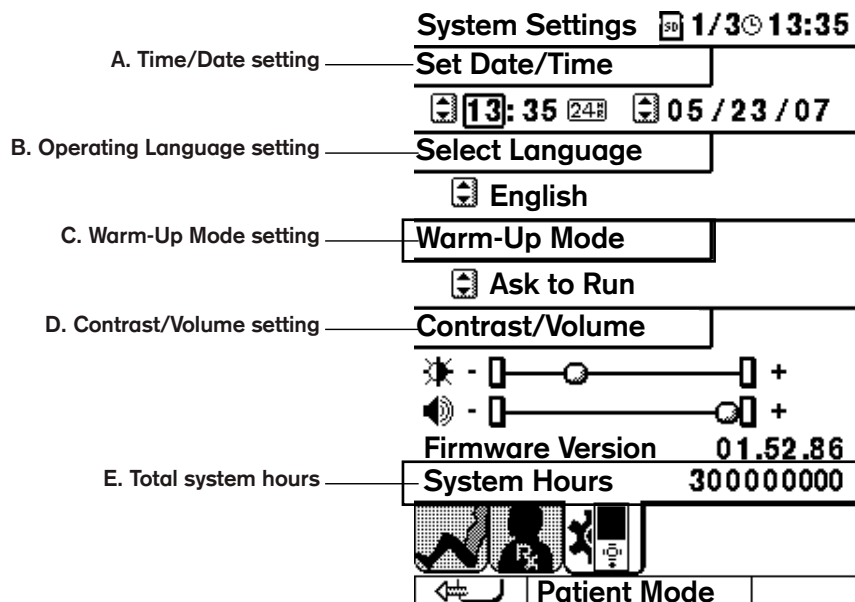 System Settings SD 1/3 13:35
A. Time/Date setting
Set Date/Time
13: 35 24H 05/23/07
B. Operating Language setting
Select Language
English
C. Warm-Up Mode setting
Warm-Up Mode
Ask to Run
D. Contrast/Volume setting
Contrast/Volume
- +
- +
Firmware Version 01.52.86
E. Total system hours
System Hours 300000000
Rx
Patient Mode